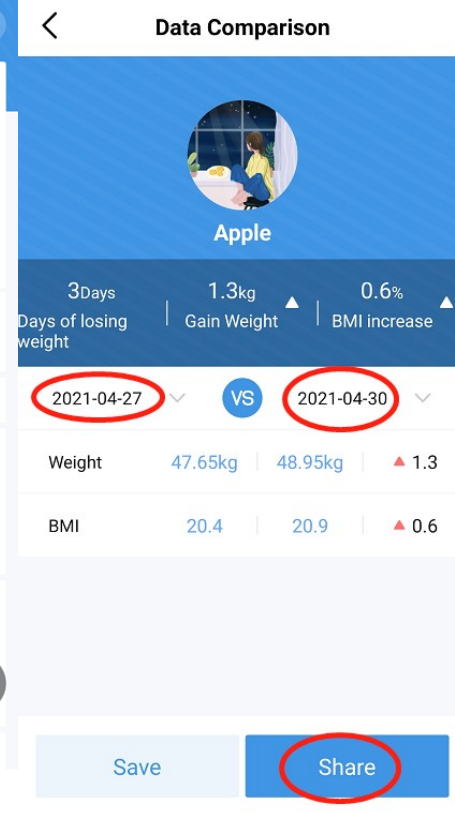 Data Comparison
Apple
3Days 1.3kg 0.6%
Days of losing weight Gain Weight BMI increase
2021-04-27 VS 2021-04-30
Weight 47.65kg 48.95kg 1.3
BMI 20.4 20.9 0.6
Save Share